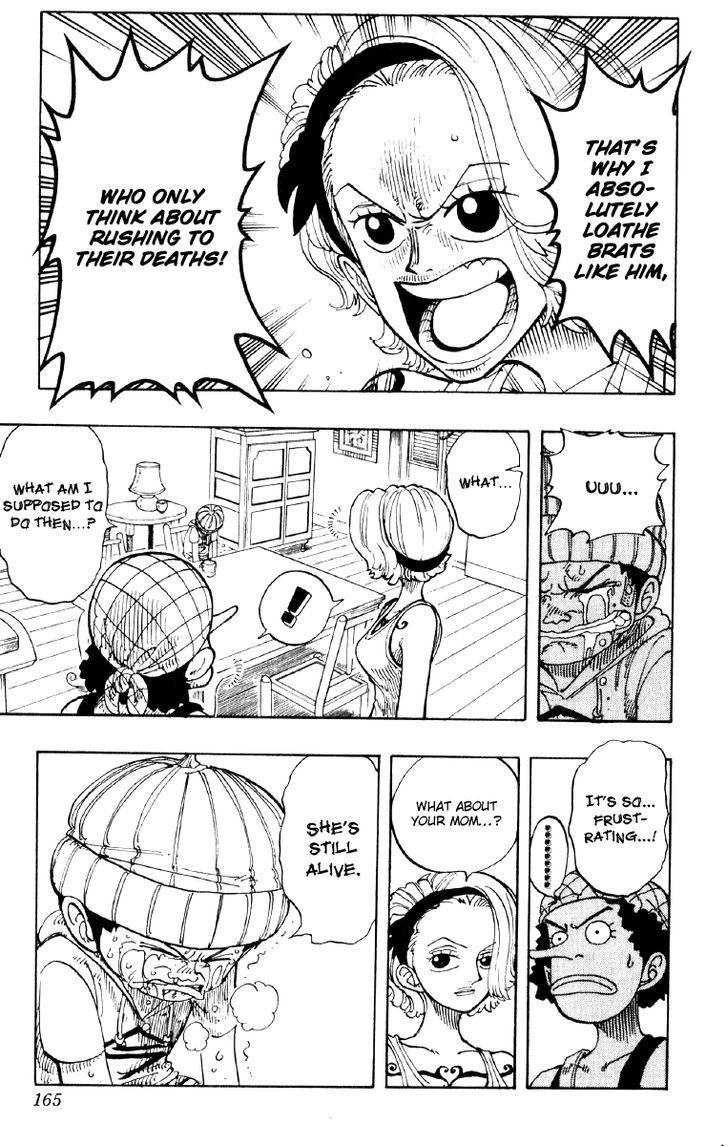 THAT'S
WHY I
ABSO-
LUTELY
LOATHE
BRATS
LIKE HIM,
WHO ONLY
THINK ABOUT
RUSHING TO
THEIR DEATHS!
UUU...
WHAT...
!!
WHAT AM I
SUPPOSED TO
DO THEN...?
IT'S SO...
FRUST-
RATING...!
........
WHAT ABOUT
YOUR MOM...?
SHE'S
STILL
ALIVE.
165